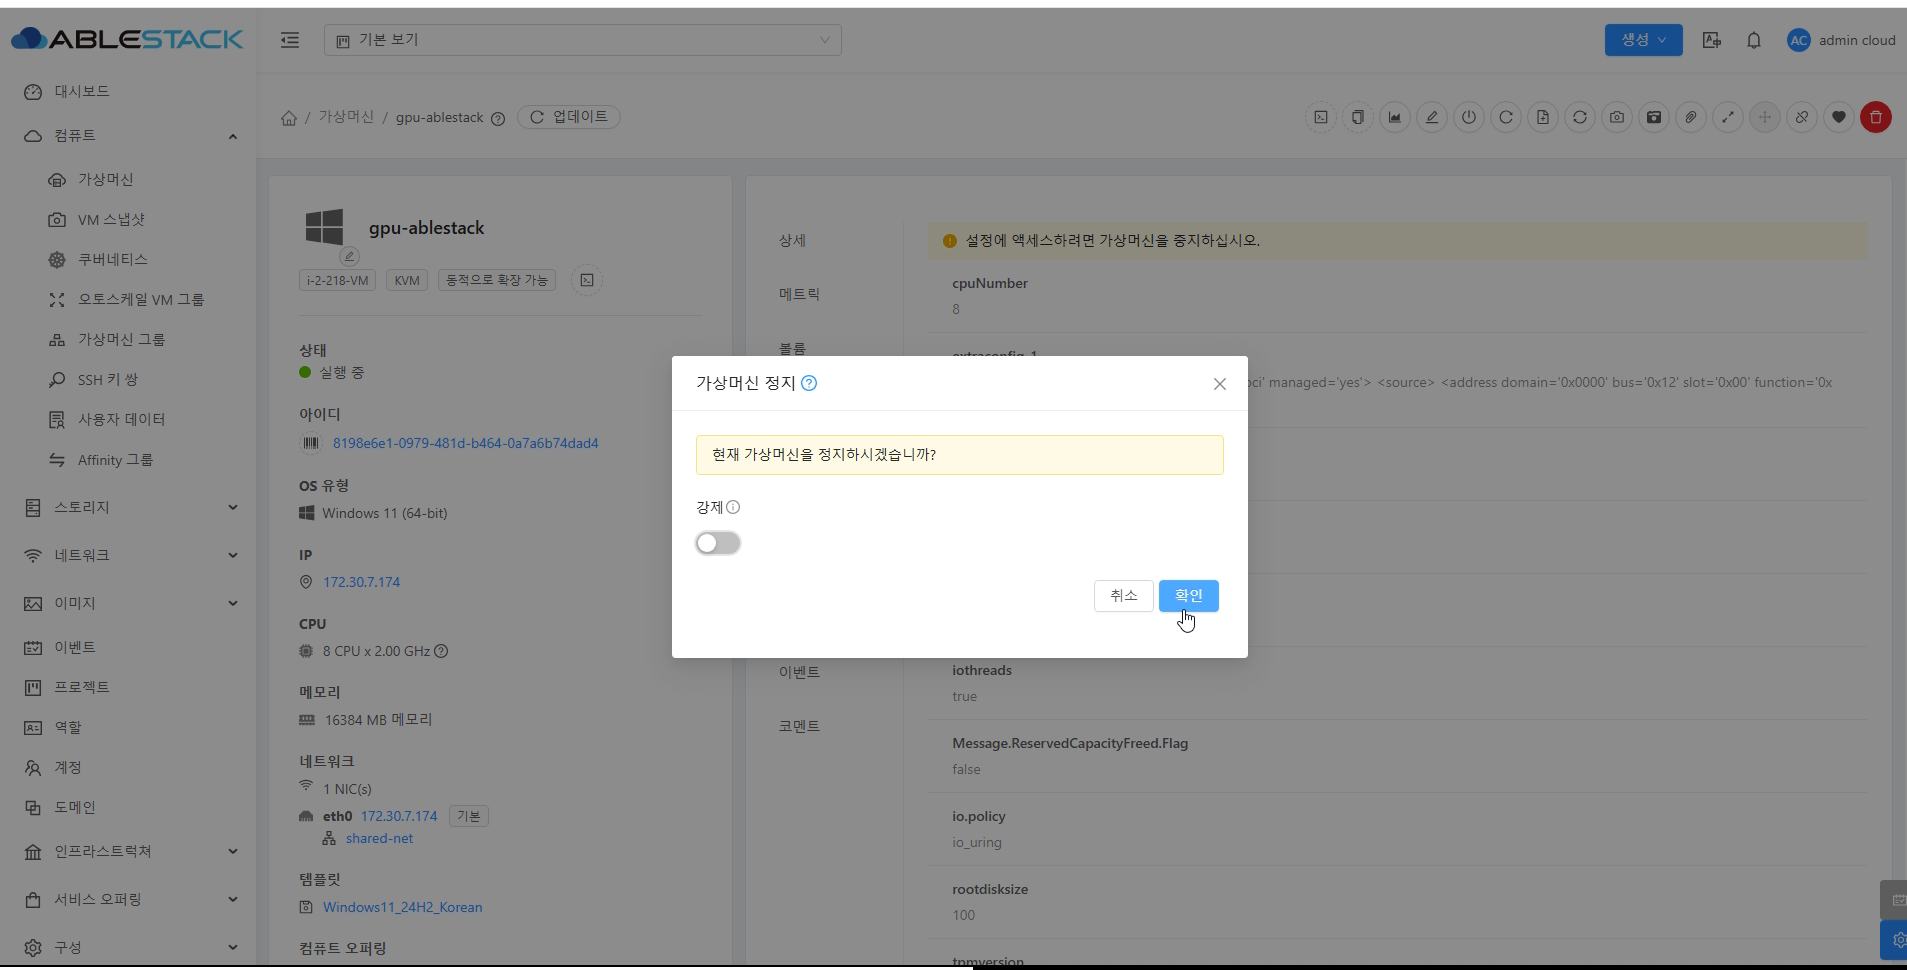 ABLESTACK
기본 보기
생성
AC
admin cloud
대시보드
컴퓨트
가상머신
VM 스냅샷
쿠버네티스
오토스케일 VM 그룹
가상머신 그룹
SSH 키 쌍
사용자 데이터
Affinity 그룹
스토리지
네트워크
이미지
이벤트
프로젝트
역할
계정
도메인
인프라스트럭쳐
서비스 오퍼링
구성
/ 가상머신 / gpu-ablestack
업데이트
gpu-ablestack
i-2-218-VM
KVM
동적으로 확장 가능
상태
실행 중
아이디
8198e6e1-0979-481d-b464-0a7a6b74dad4
OS 유형
Windows 11 (64-bit)
IP
172.30.7.174
CPU
8 CPU x 2.00 GHz
메모리
16384 MB 메모리
네트워크
1 NIC(s)
eth0 172.30.7.174 기본
shared-net
템플릿
Windows11_24H2_Korean
컴퓨트 오퍼링
상세
메트릭
볼륨
이벤트
코멘트
설정에 액세스하려면 가상머신을 중지하십시오.
cpuNumber
8
extraconfig-1
pci' managed='yes'> <source> <address domain='0x0000' bus='0x12' slot='0x00' function='0x
iothreads
true
Message.ReservedCapacityFreed.Flag
false
io.policy
io_uring
rootdisksize
100
tpmversion
가상머신 정지
현재 가상머신을 정지하시겠습니까?
강제
취소
확인